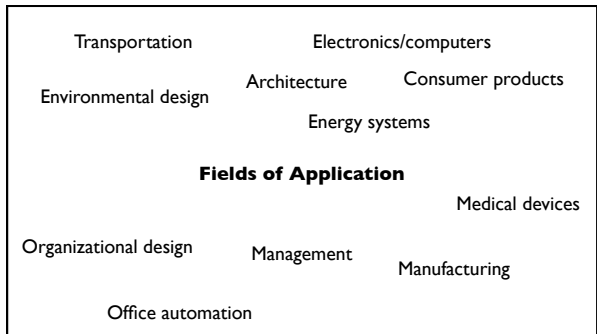 Transportation
Electronics/computers
Architecture
Consumer products
Environmental design
Energy systems
Fields of Application
Medical devices
Organizational design
Management
Manufacturing
Office automation